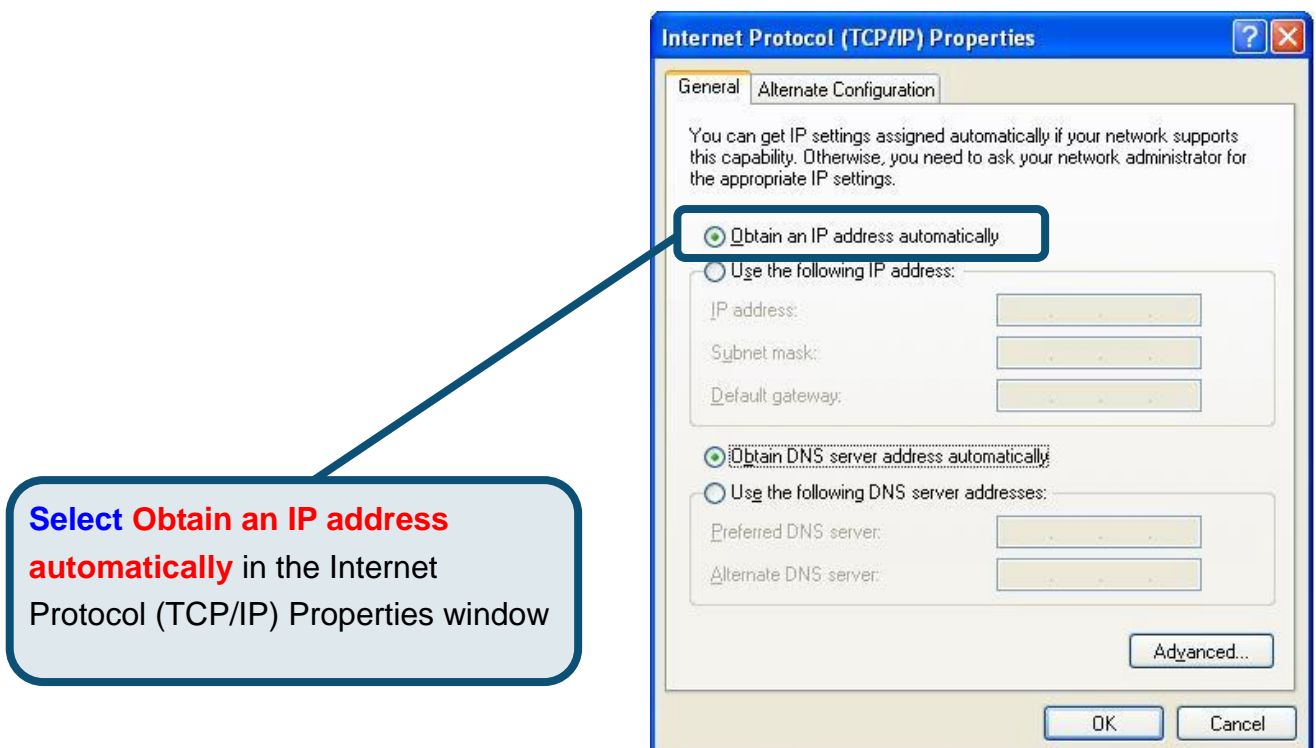 Internet Protocol (TCP/IP) Properties
General Alternate Configuration
You can get IP settings assigned automatically if your network supports
this capability. Otherwise, you need to ask your network administrator for
the appropriate IP settings.
Obtain an IP address automatically
Use the following IP address:
IP address:
Subnet mask:
Default gateway:
Obtain DNS server address automatically
Use the following DNS server addresses:
Preferred DNS server:
Alternate DNS server:
Advanced...
OK Cancel
Select Obtain an IP address
automatically in the Internet
Protocol (TCP/IP) Properties window